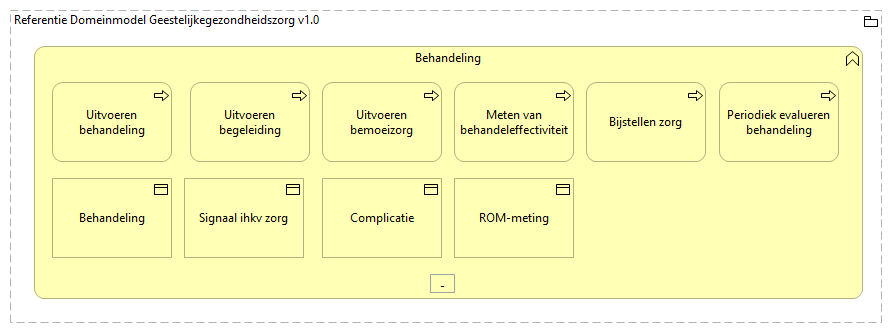 Referentie Domeinmodel Geestelijkegezondheidszorg v1.0
Behandeling
Uitvoeren
behandeling
Uitvoeren
begeleiding
Uitvoeren
bemoeizorg
Meten van
behandeleffectiviteit
Bijstellen zorg
Periodiek evalueren
behandeling
Behandeling
Signaal ihkv zorg
Complicatie
ROM-meting
-